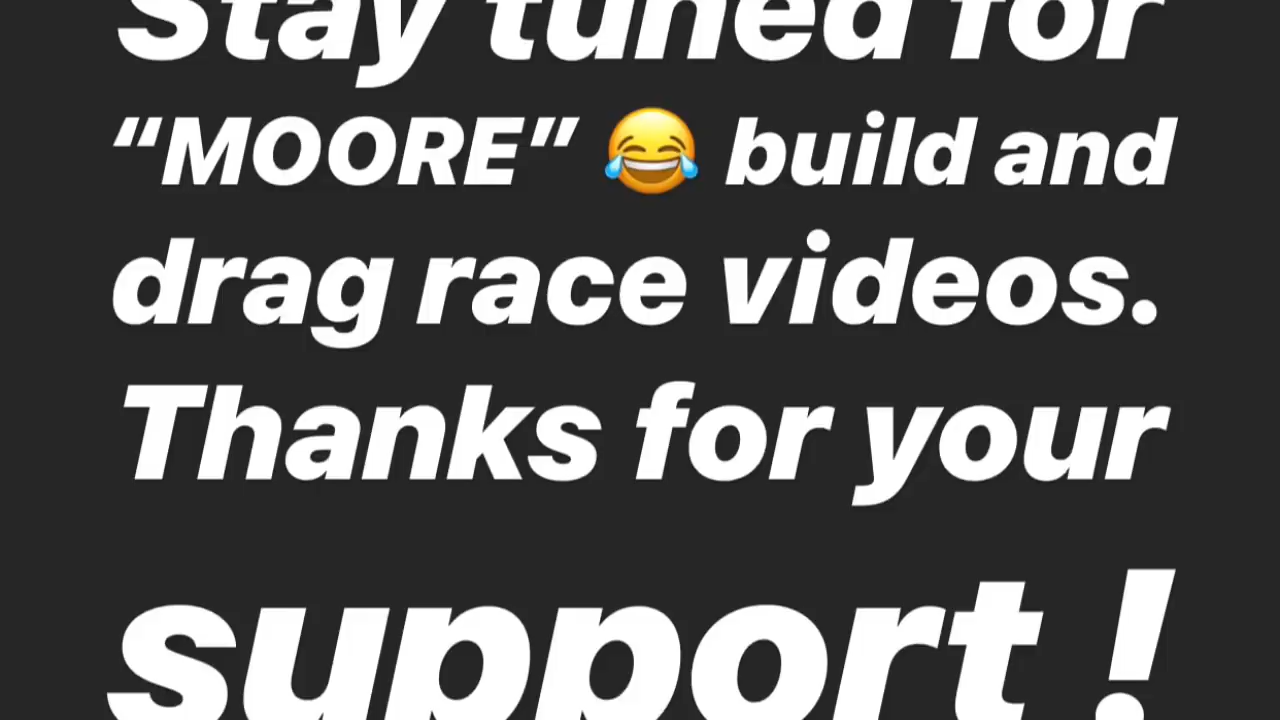 Stay tuned for
“MOORE” 😂 build and
drag race videos.
Thanks for your
support !